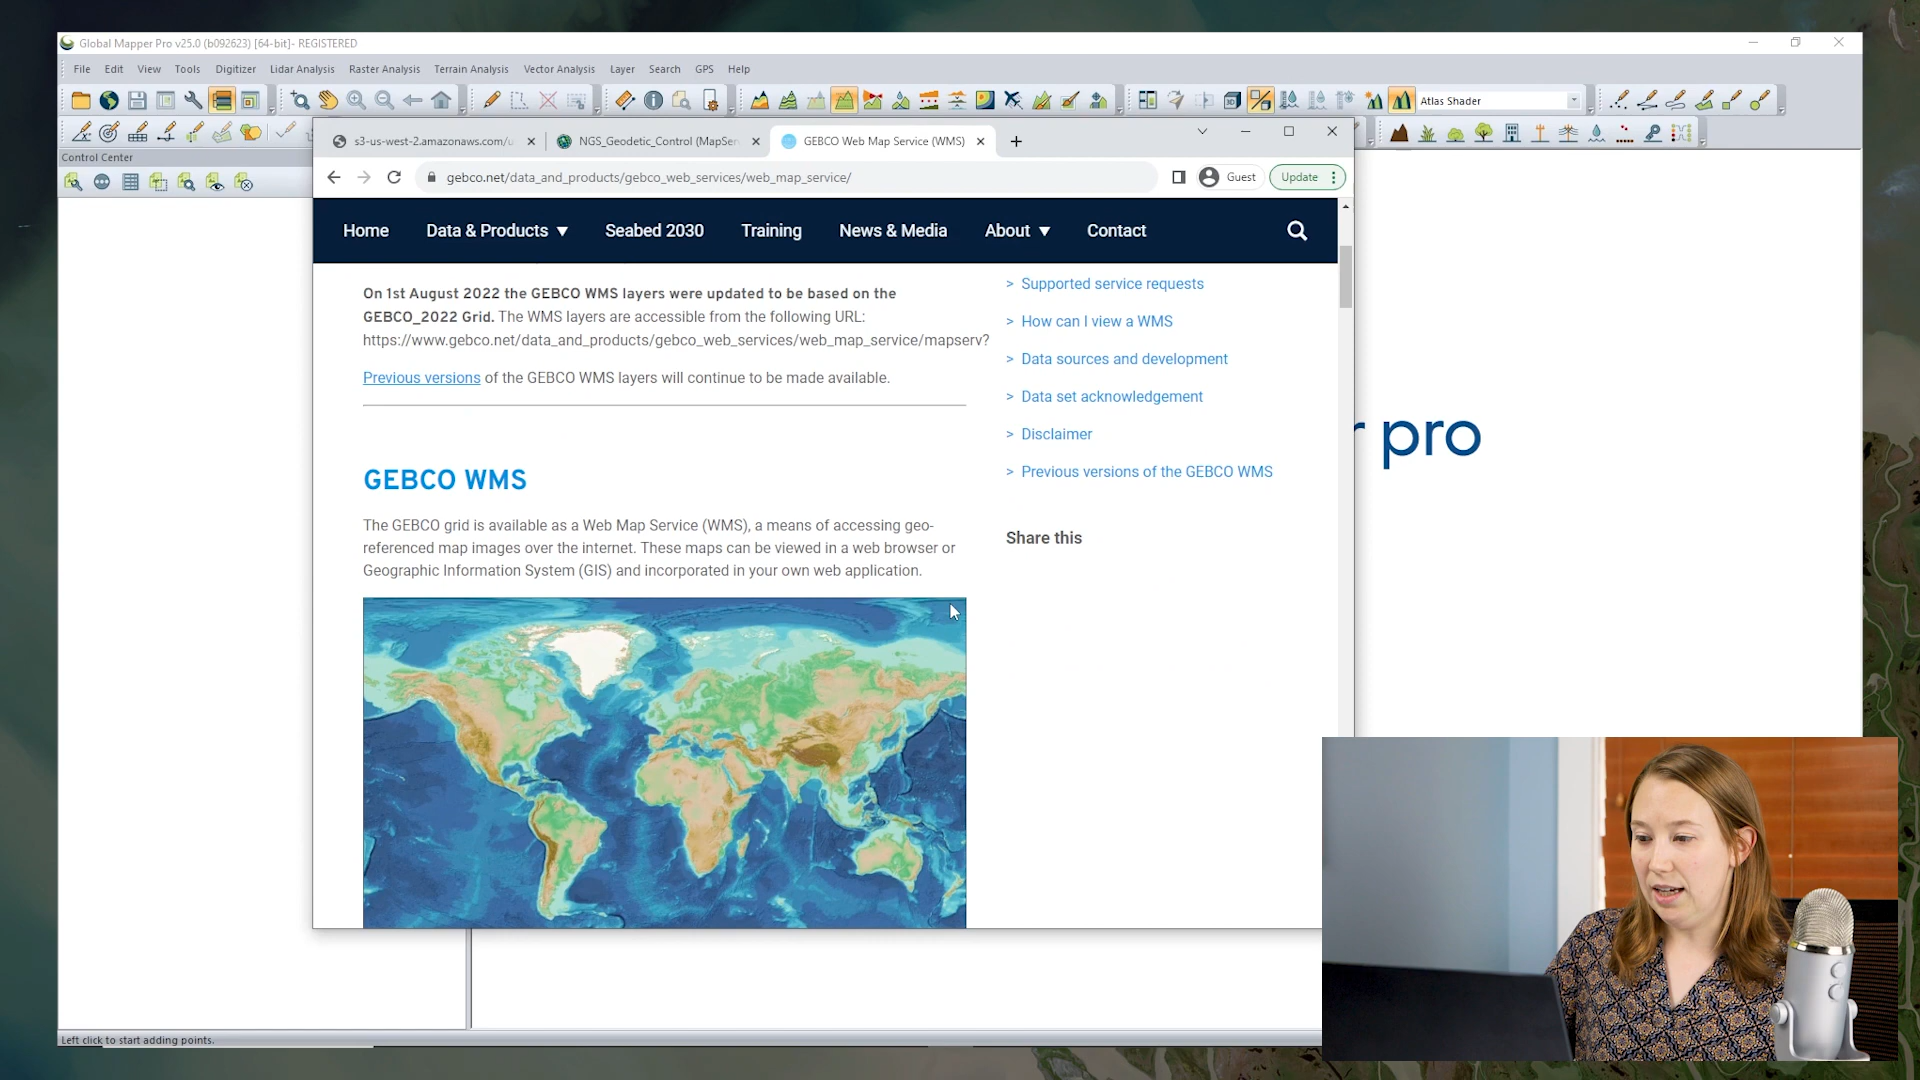 Global Mapper Pro v25.0 (b092623) [64-bit]- REGISTERED
File Edit View Tools Digitizer Lidar Analysis Raster Analysis Terrain Analysis Vector Analysis Layer Search GPS Help
Atlas Shader
Control Center
s3-us-west-2.amazonaws.com/u
NGS_Geodetic_Control (MapSer
GEBCO Web Map Service (WMS)
gebco.net/data_and_products/gebco_web_services/web_map_service/
Guest
Update
Home Data & Products ▼ Seabed 2030 Training News & Media About ▼ Contact
On 1st August 2022 the GEBCO WMS layers were updated to be based on the
GEBCO_2022 Grid. The WMS layers are accessible from the following URL:
https://www.gebco.net/data_and_products/gebco_web_services/web_map_service/mapserv?
Previous versions of the GEBCO WMS layers will continue to be made available.
GEBCO WMS
The GEBCO grid is available as a Web Map Service (WMS), a means of accessing geo-
referenced map images over the internet. These maps can be viewed in a web browser or
Geographic Information System (GIS) and incorporated in your own web application.
> Supported service requests
> How can I view a WMS
> Data sources and development
> Data set acknowledgement
> Disclaimer
> Previous versions of the GEBCO WMS
Share this
r pro
Left click to start adding points.